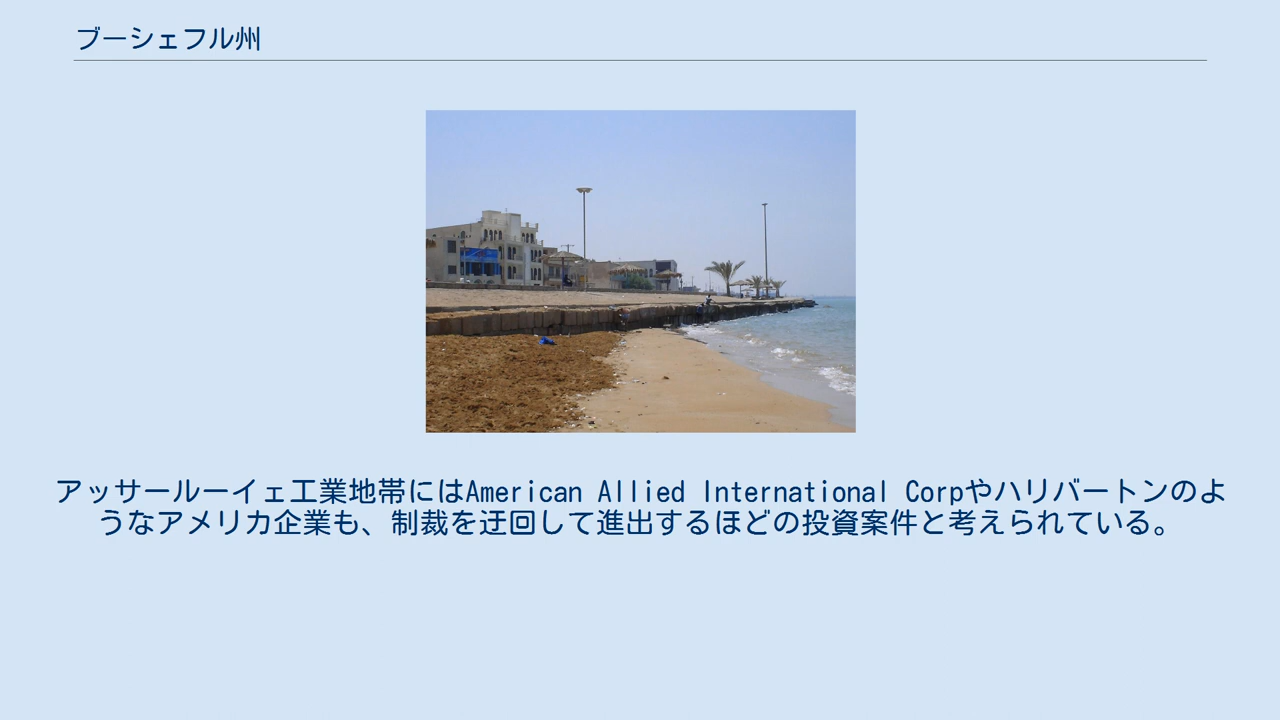 ブーシェフル州
アッサールーイェ工業地帯にはAmerican Allied International Corpやハリバートンのよ
うなアメリカ企業も、制裁を迂回して進出するほどの投資案件と考えられている。